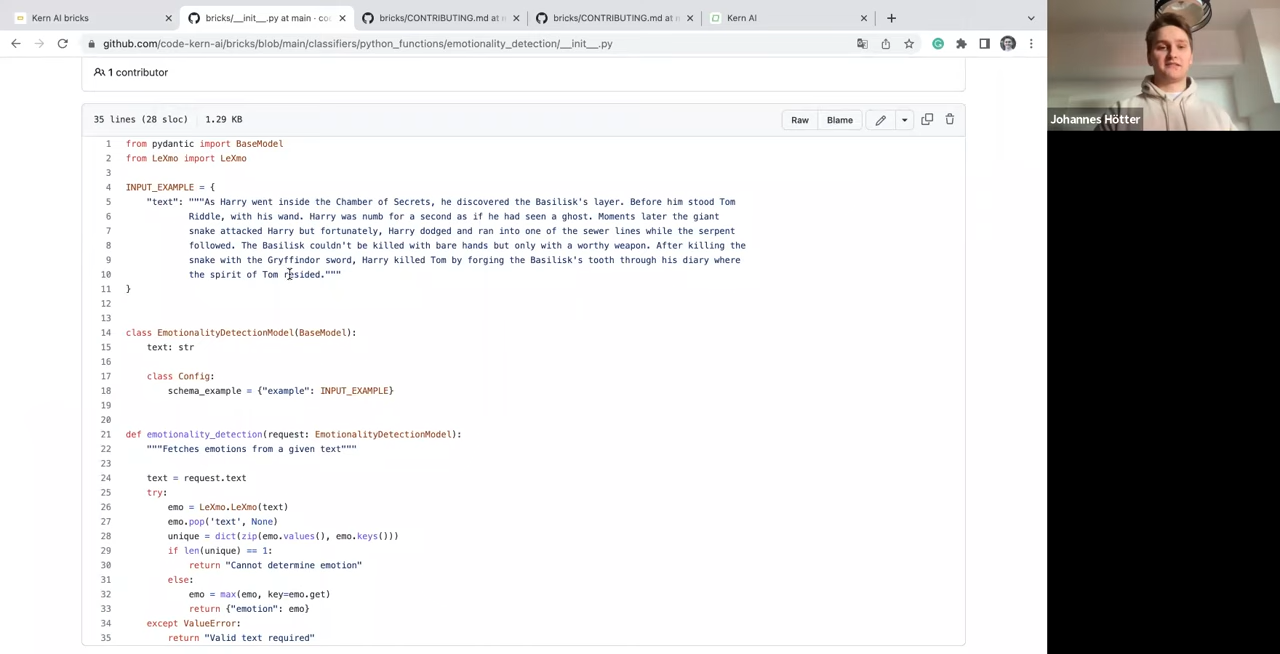 Kern AI bricks
bricks/__init__.py at main · co
bricks/CONTRIBUTING.md at m
bricks/CONTRIBUTING.md at m
Kern AI
github.com/code-kern-ai/bricks/blob/main/classifiers/python_functions/emotionality_detection/__init__.py
1 contributor
35 lines (28 sloc) 1.29 KB
Raw Blame
1 from pydantic import BaseModel
2 from LeXmo import LeXmo
3
4 INPUT_EXAMPLE = {
5 "text": """As Harry went inside the Chamber of Secrets, he discovered the Basilisk's layer. Before him stood Tom
6 Riddle, with his wand. Harry was numb for a second as if he had seen a ghost. Moments later the giant
7 snake attacked Harry but fortunately, Harry dodged and ran into one of the sewer lines while the serpent
8 followed. The Basilisk couldn't be killed with bare hands but only with a worthy weapon. After killing the
9 snake with the Gryffindor sword, Harry killed Tom by forging the Basilisk's tooth through his diary where
10 the spirit of Tom resided."""
11 }
12
13
14 class EmotionalityDetectionModel(BaseModel):
15 text: str
16
17 class Config:
18 schema_example = {"example": INPUT_EXAMPLE}
19
20
21 def emotionality_detection(request: EmotionalityDetectionModel):
22 """Fetches emotions from a given text"""
23
24 text = request.text
25 try:
26 emo = LeXmo.LeXmo(text)
27 emo.pop('text', None)
28 unique = dict(zip(emo.values(), emo.keys()))
29 if len(unique) == 1:
30 return "Cannot determine emotion"
31 else:
32 emo = max(emo, key=emo.get)
33 return {"emotion": emo}
34 except ValueError:
35 return "Valid text required"
Johannes Hötter